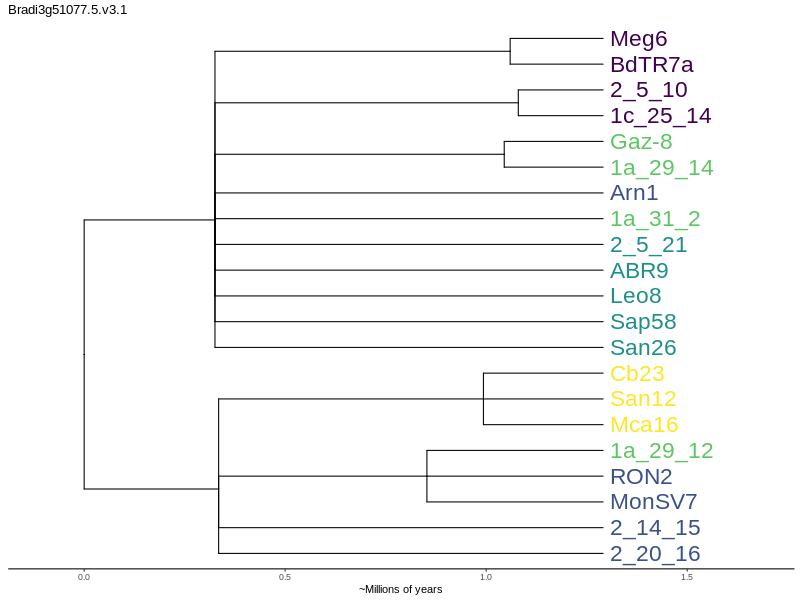 Bradi3g51077.5.v3.1
Meg6
BdTR7a
2_5_10
1c_25_14
Gaz-8
1a_29_14
Arn1
1a_31_2
2_5_21
ABR9
Leo8
Sap58
San26
Cb23
San12
Mca16
1a_29_12
RON2
MonSV7
2_14_15
2_20_16
0.0 0.5 1.0 1.5
~Millions of years